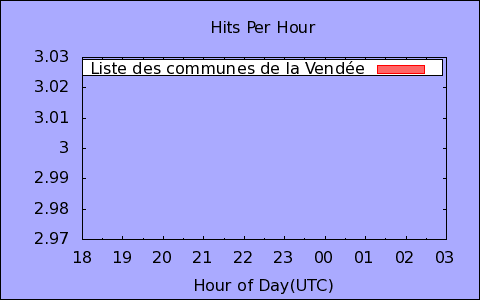 Hits Per Hour
3.03
Liste des communes de la Vendée
3.02
3.01
3
2.99
2.98
2.97
18 19 20 21 22 23 00 01 02 03
Hour of Day(UTC)